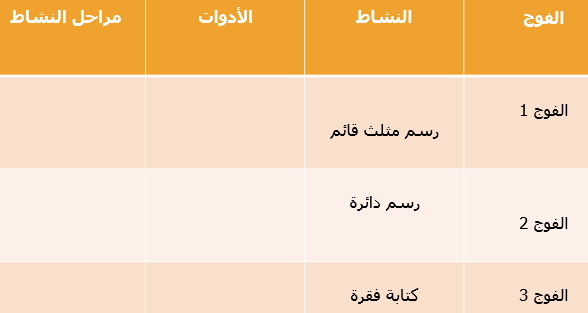 الفوج
النشاط
الأدوات
مراحل النشاط
الفوج 1
رسم مثلث قائم
الفوج 2
رسم دائرة
الفوج 3
كتابة فقرة